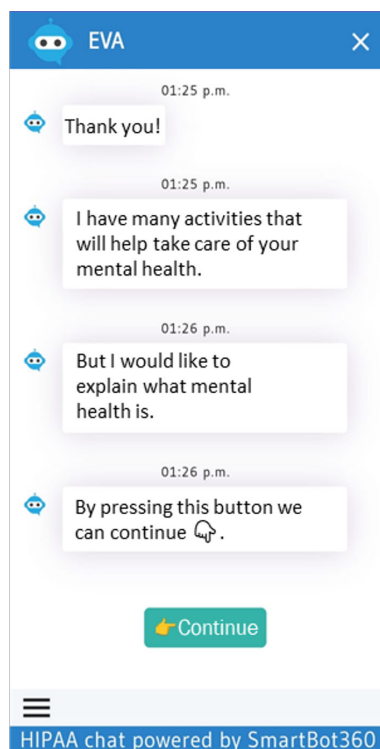 EVA
01:25 p.m.
Thank you!
01:25 p.m.
I have many activities that
will help take care of your
mental health.
01:26 p.m.
But I would like to
explain what mental
health is.
01:26 p.m.
By pressing this button we
can continue 👇.
👉Continue
HIPAA chat powered by SmartBot360